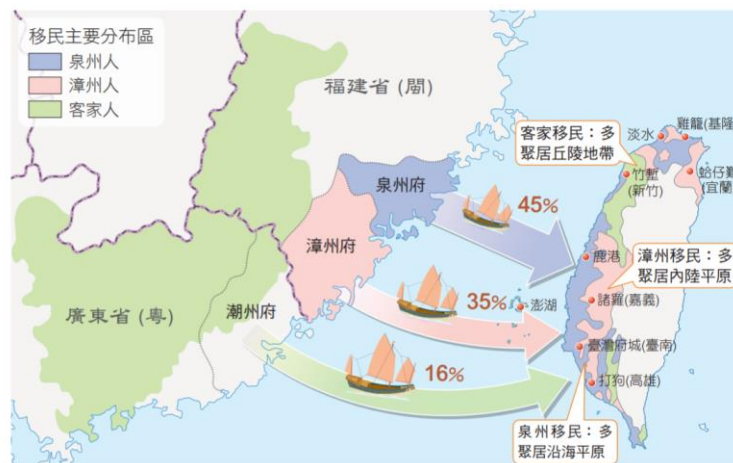 移民主要分布區
泉州人
漳州人
客家人
福建省(閩)
廣東省(粵)
泉州府
漳州府
潮州府
45%
35%
16%
澎湖
客家移民：多
聚居丘陵地帶
淡水
雞籠(基隆)
竹塹
(新竹)
蛤仔難
(宜蘭)
鹿港
漳州移民：多
聚居內陸平原
諸羅(嘉義)
臺灣府城(臺南)
打狗(高雄)
泉州移民：多
聚居沿海平原